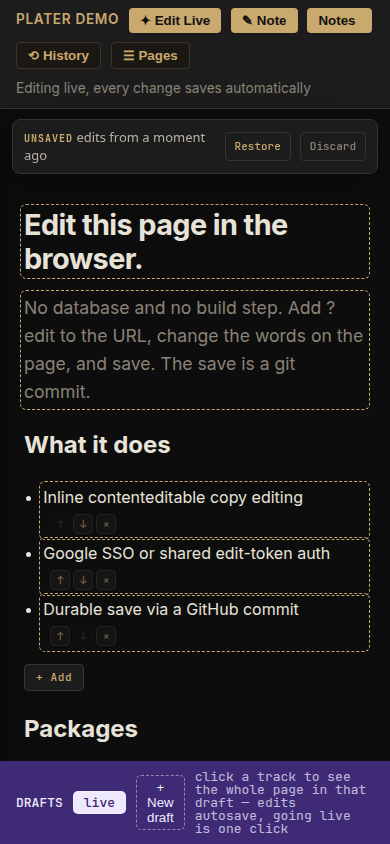 PLATER DEMO ✦ Edit Live ✎ Note Notes
⟲ History ☰ Pages
Editing live, every change saves automatically
UNSAVED edits from a moment
ago
Restore Discard
Edit this page in the
browser.
No database and no build step. Add ?
edit to the URL, change the words on the
page, and save. The save is a git
commit.
What it does
• Inline contenteditable copy editing
↑ ↓ ×
• Google SSO or shared edit-token auth
↑ ↓ ×
• Durable save via a GitHub commit
↑ ↓ ×
+ Add
Packages
DRAFTS live
+
New
draft
click a track to see
the whole page in that
draft — edits
autosave, going live
is one click